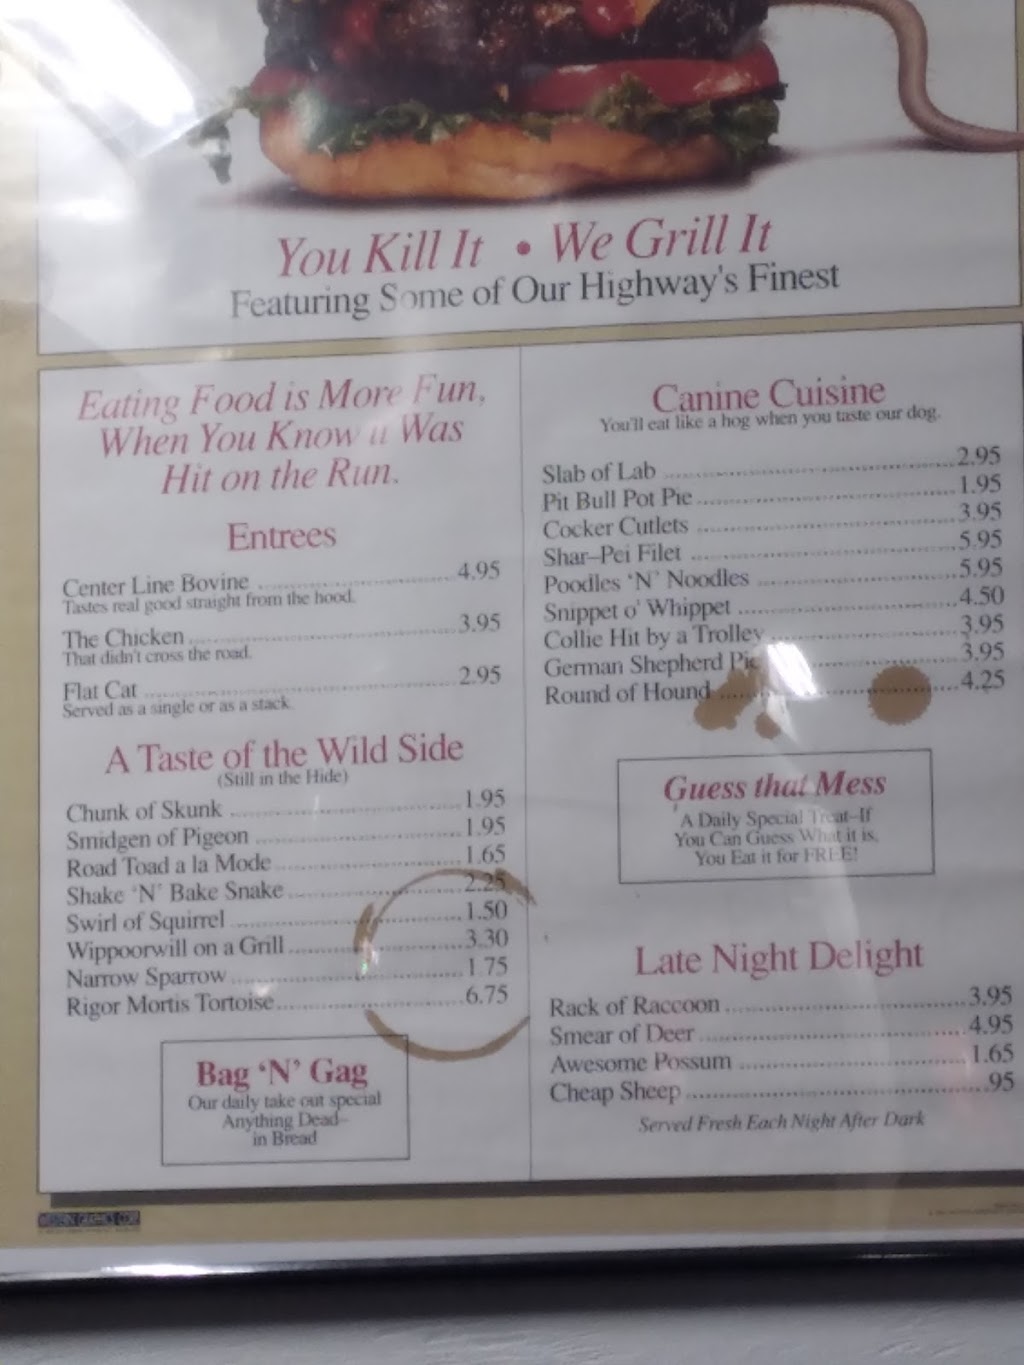 You Kill It • We Grill It
Featuring Some of Our Highway's Finest
Eating Food is More Fun,
When You Know it Was
Hit on the Run.
Entrees
Center Line Bovine 4.95
Tastes real good straight from the hood.
The Chicken 3.95
That didn't cross the road.
Flat Cat 2.95
Served as a single or as a stack.
A Taste of the Wild Side
(Still in the Hide)
Chunk of Skunk 1.95
Smidgen of Pigeon 1.95
Road Toad a la Mode 1.65
Shake 'N' Bake Snake 2.25
Swirl of Squirrel 1.50
Wippoorwill on a Grill 3.30
Narrow Sparrow 1.75
Rigor Mortis Tortoise 6.75
Bag 'N' Gag
Our daily take out special
Anything Dead–
in Bread
Canine Cuisine
You'll eat like a hog when you taste our dog.
Slab of Lab 2.95
Pit Bull Pot Pie 1.95
Cocker Cutlets 3.95
Shar–Pei Filet 5.95
Poodles 'N' Noodles 5.95
Snippet o' Whippet 4.50
Collie Hit by a Trolley 3.95
German Shepherd Pie 3.95
Round of Hound 4.25
Guess that Mess
A Daily Special Treat–If
You Can Guess What it is,
You Eat it for FREE!
Late Night Delight
Rack of Raccoon 3.95
Smear of Deer 4.95
Awesome Possum 1.65
Cheap Sheep .95
Served Fresh Each Night After Dark
WESTERN GRAPHICS CORP